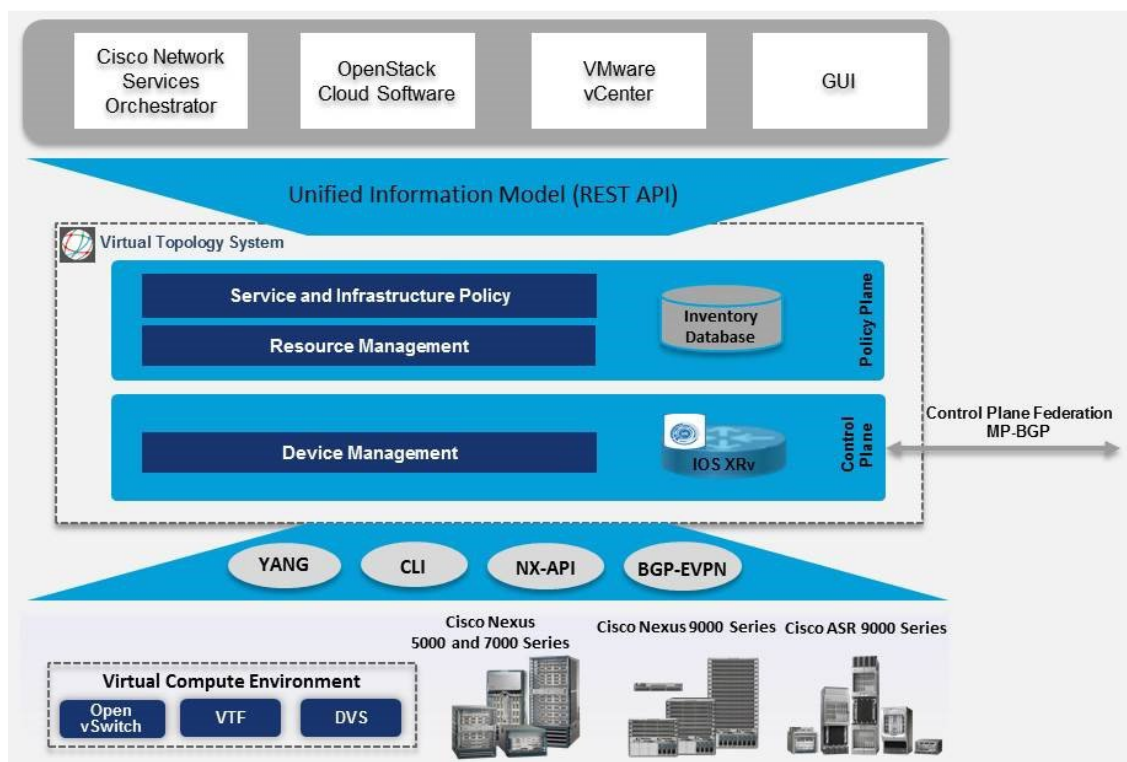 Cisco Network
Services
Orchestrator
OpenStack
Cloud Software
VMware
vCenter
GUI
Unified Information Model (REST API)
Virtual Topology System
Service and Infrastructure Policy
Resource Management
Inventory
Database
Policy Plane
Device Management
IOS XRv
Control
Plane
Control Plane Federation
MP-BGP
YANG
CLI
NX-API
BGP-EVPN
Cisco Nexus
5000 and 7000 Series
Cisco Nexus 9000 Series
Cisco ASR 9000 Series
Virtual Compute Environment
Open
vSwitch
VTF
DVS